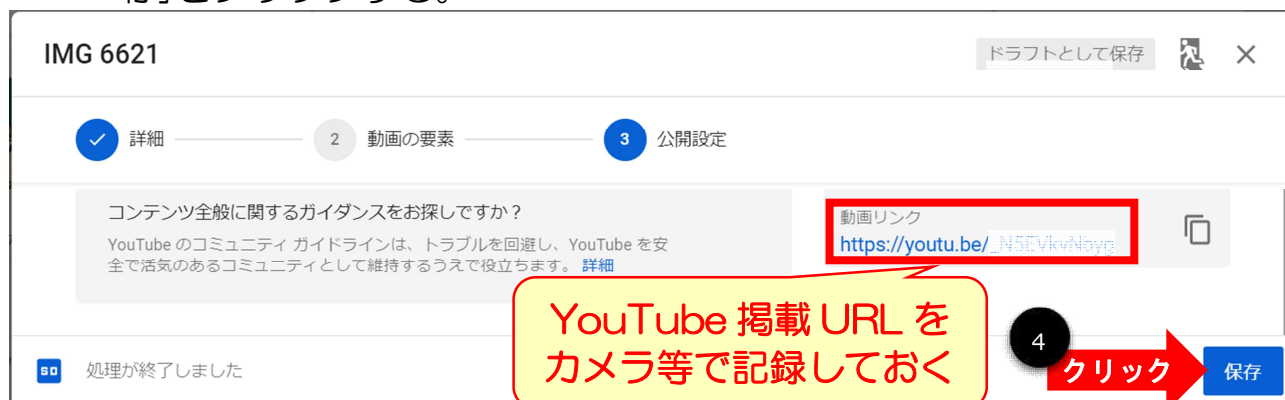 IMG 6621
ドラフトとして保存
詳細
2 動画の要素
3 公開設定
コンテンツ全般に関するガイダンスをお探しですか？
YouTube のコミュニティ ガイドラインは、トラブルを回避し、YouTube を安
全で活気のあるコミュニティとして維持するうえで役立ちます。 詳細
動画リンク
https://youtu.be/
YouTube 掲載 URL を
カメラ等で記録しておく
SD 処理が終了しました
4
クリック
保存